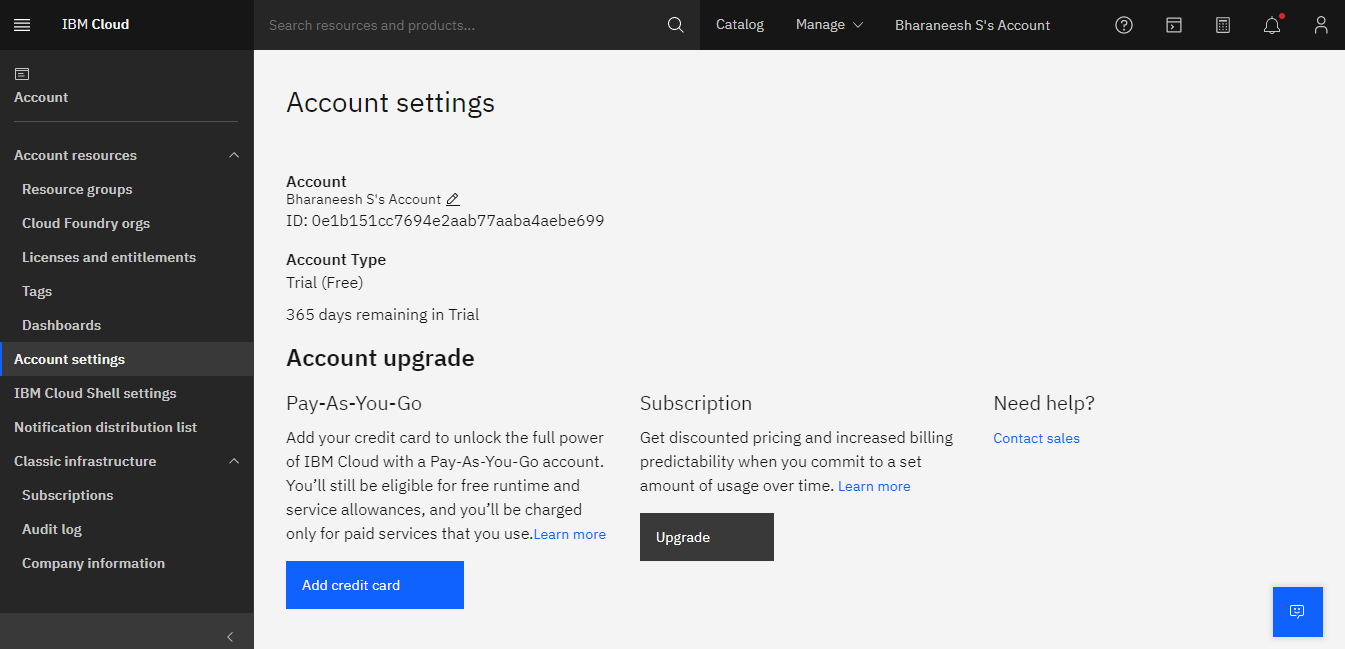 IBM Cloud
Search resources and products...
Catalog
Manage
Bharaneesh S's Account
Account
Account resources
Resource groups
Cloud Foundry orgs
Licenses and entitlements
Tags
Dashboards
Account settings
IBM Cloud Shell settings
Notification distribution list
Classic infrastructure
Subscriptions
Audit log
Company information
Account settings
Account
Bharaneesh S's Account
ID: 0e1b151cc7694e2aab77aaba4aebe699
Account Type
Trial (Free)
365 days remaining in Trial
Account upgrade
Pay-As-You-Go
Add your credit card to unlock the full power
of IBM Cloud with a Pay-As-You-Go account.
You’ll still be eligible for free runtime and
service allowances, and you’ll be charged
only for paid services that you use.Learn more
Add credit card
Subscription
Get discounted pricing and increased billing
predictability when you commit to a set
amount of usage over time. Learn more
Upgrade
Need help?
Contact sales